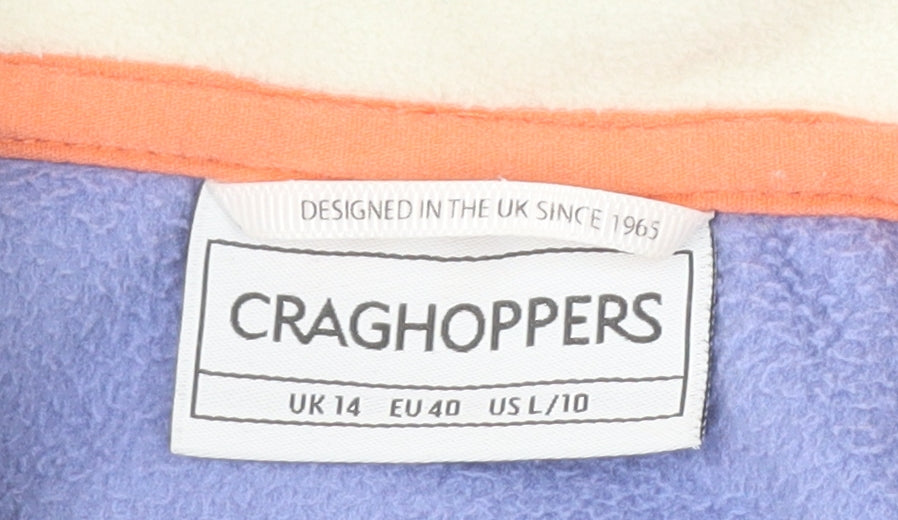 DESIGNED IN THE UK SINCE 1965
CRAGHOPPERS
UK 14 EU 40 US L/10